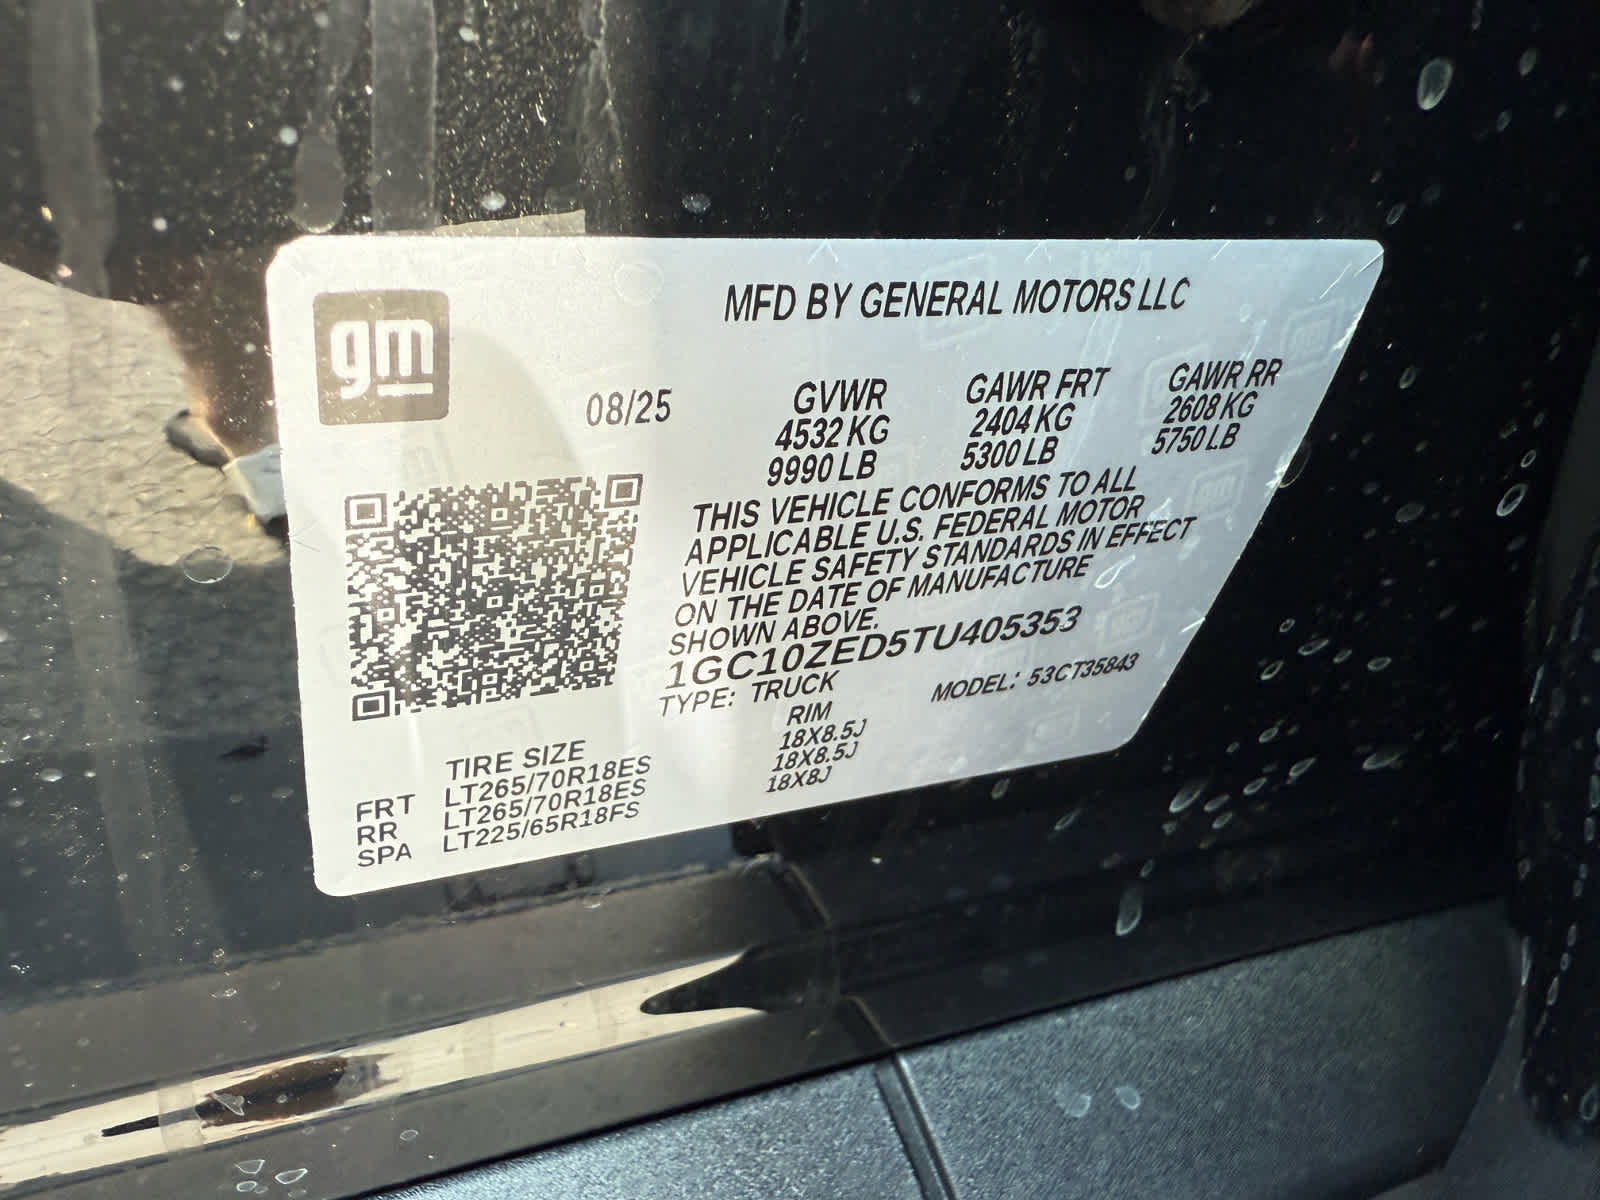 gm
MFD BY GENERAL MOTORS LLC
08/25
GVWR GAWR FRT GAWR RR
4532 KG 2404 KG 2608 KG
9990 LB 5300 LB 5750 LB
THIS VEHICLE CONFORMS TO ALL
APPLICABLE U.S. FEDERAL MOTOR
VEHICLE SAFETY STANDARDS IN EFFECT
ON THE DATE OF MANUFACTURE
SHOWN ABOVE.
1GC10ZED5TU405353
TYPE: TRUCK MODEL: 53CT35843
TIRE SIZE RIM
FRT LT265/70R18ES 18X8.5J
RR LT265/70R18ES 18X8.5J
SPA LT225/65R18FS 18X8J